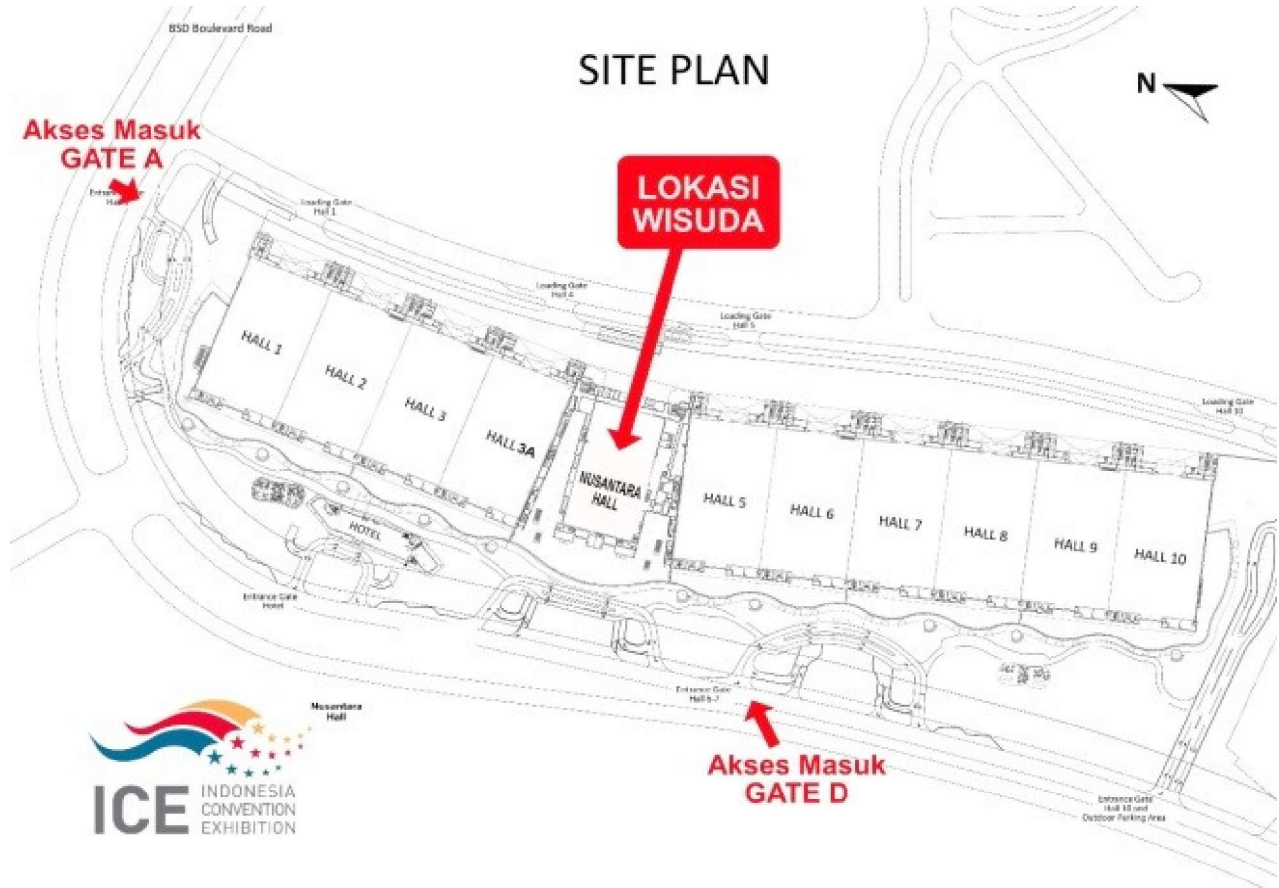 BSD Boulevard Road
SITE PLAN
N
Akses Masuk
GATE A
LOKASI
WISUDA
Loading Gate
Hall 1
Loading Gate
Hall 4
Loading Gate
Hall 5
Loading Gate
Hall 10
HALL 1
HALL 2
HALL 3
HALL 3A
NUSANTARA
HALL
HALL 5
HALL 6
HALL 7
HALL 8
HALL 9
HALL 10
HOTEL
Entrance Gate
Hotel
Entrance Gate
Hall 6-7
Nusantara
Hall
Akses Masuk
GATE D
Entrance Gate
Hall 10 and
Outdoor Parking Area
ICE
INDONESIA
CONVENTION
EXHIBITION